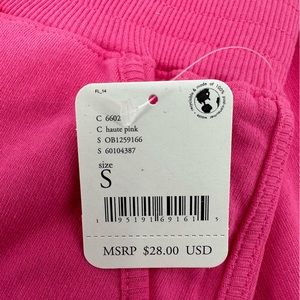 FL_14
C 6602
C haute pink
S OB1259166
S 60104387
size
S
1 95191 69161 5
MSRP $28.00 USD